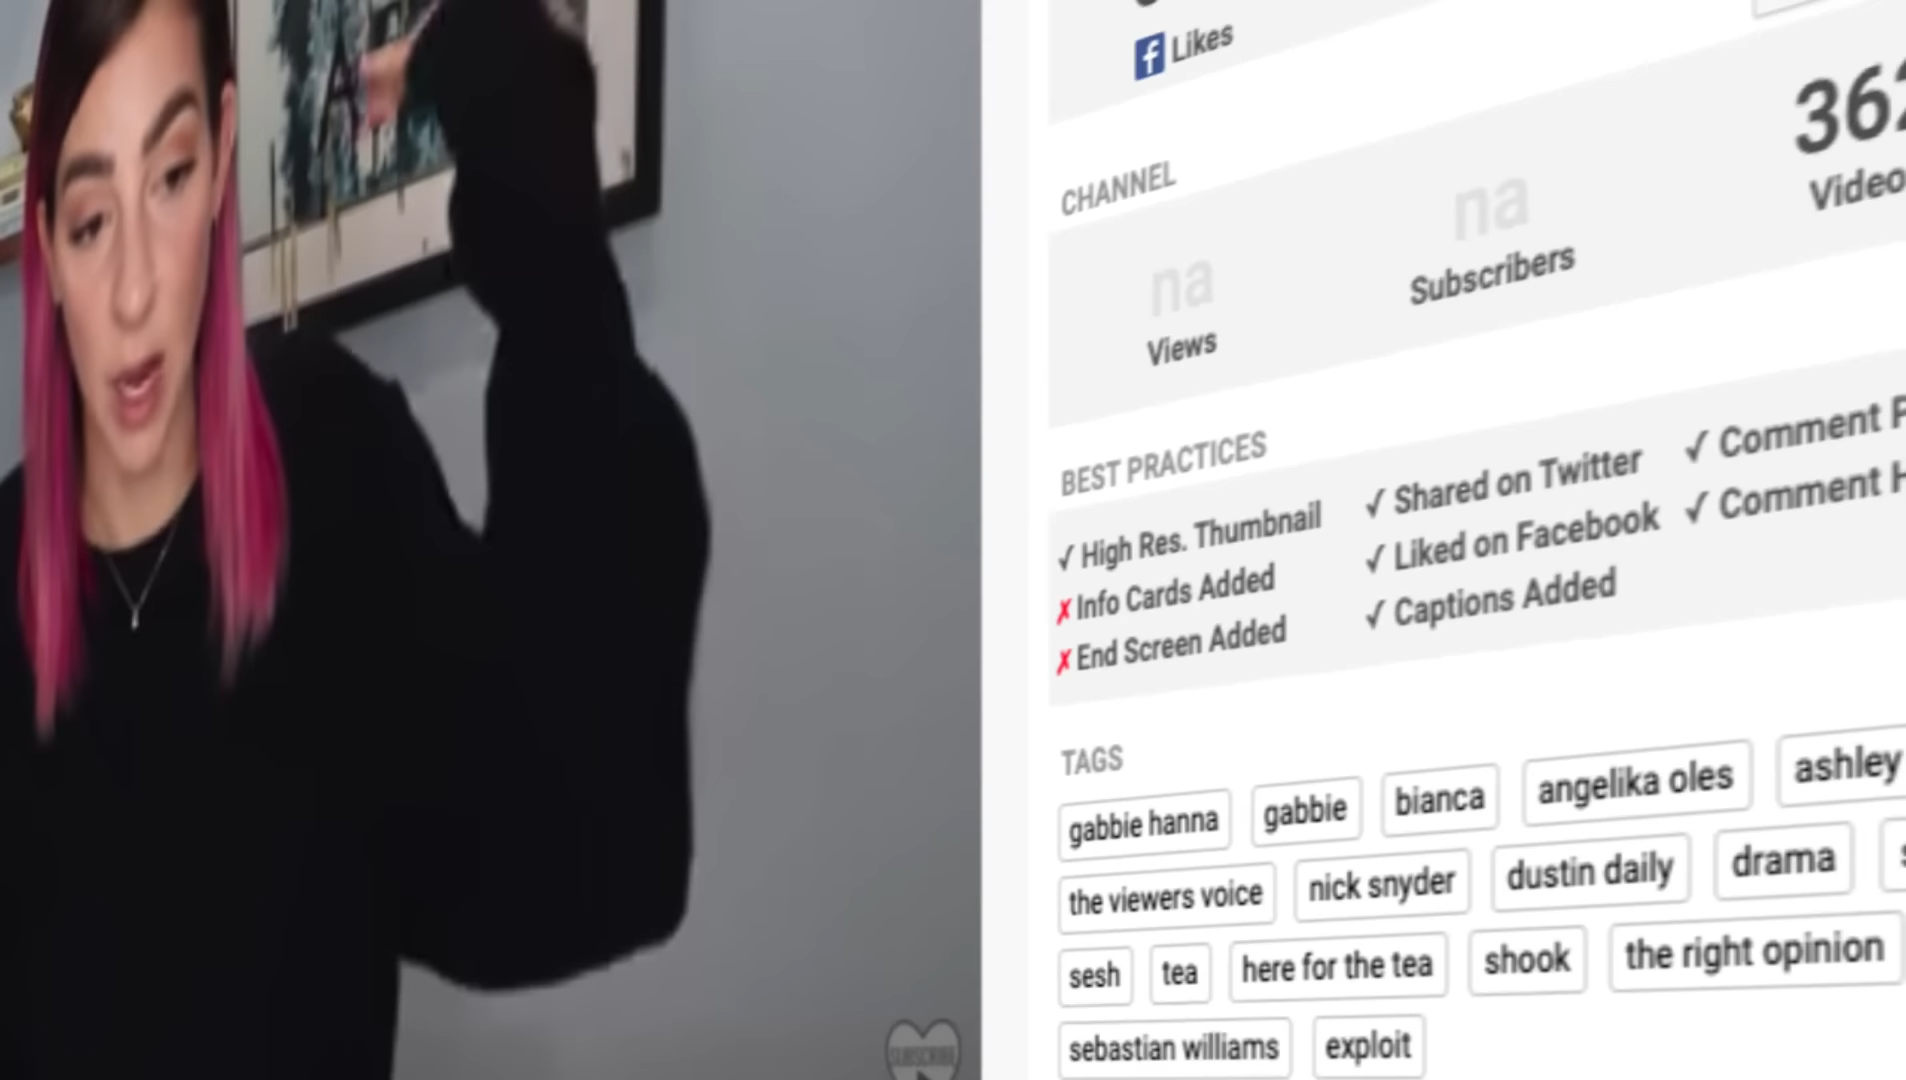 f Likes
CHANNEL
na
Views
na
Subscribers
362
BEST PRACTICES
✓ High Res. Thumbnail
✗ Info Cards Added
✗ End Screen Added
✓ Shared on Twitter
✓ Liked on Facebook
✓ Captions Added
✓ Comment
✓ Comment
TAGS
gabbie hanna gabbie bianca angelika oles ashley
the viewers voice nick snyder dustin daily drama
sesh tea here for the tea shook the right opinion
sebastian williams exploit
SUBSCRIBE